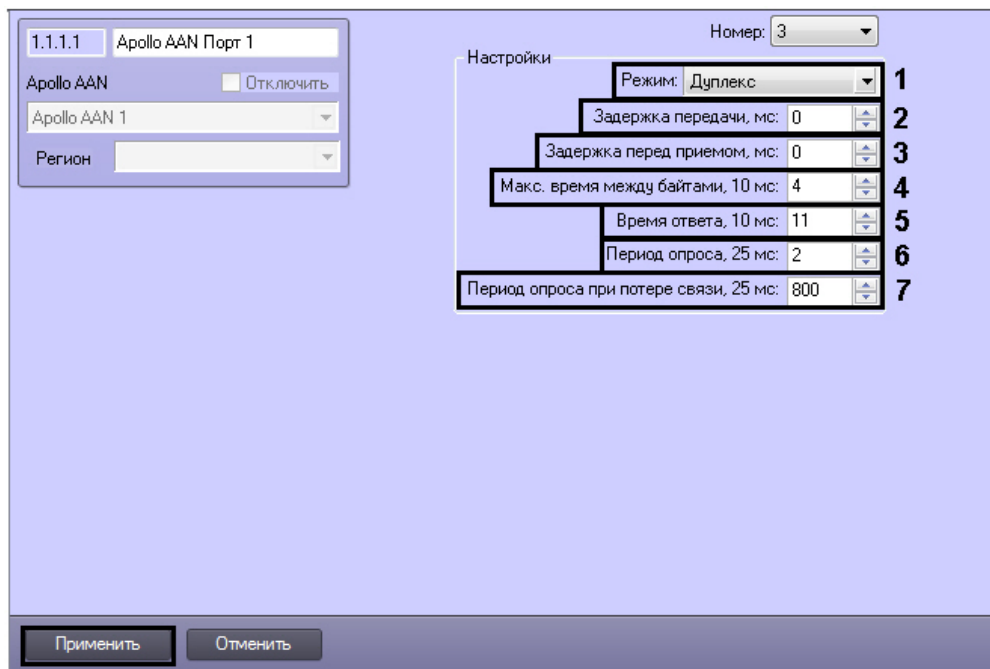 1.1.1.1 Apollo AAN Порт 1
Apollo AAN Отключить
Apollo AAN 1
Регион
Номер: 3
Настройки
Режим: Дуплекс 1
Задержка передачи, мс: 0 2
Задержка перед приемом, мс: 0 3
Макс. время между байтами, 10 мс: 4 4
Время ответа, 10 мс: 11 5
Период опроса, 25 мс: 2 6
Период опроса при потере связи, 25 мс: 800 7
Применить Отменить